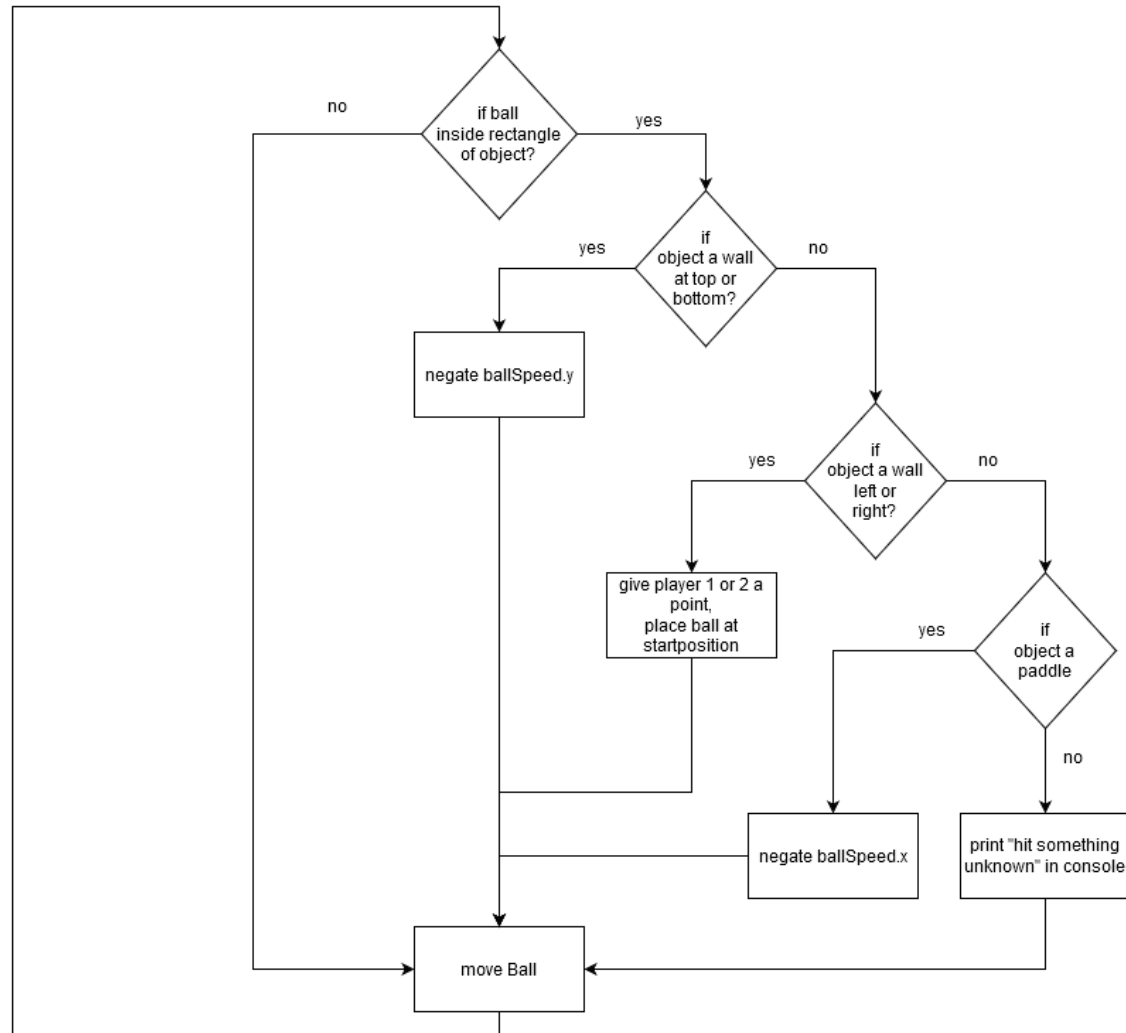 no
if ball
inside rectangle
of object?
yes
yes
if
object a wall
at top or
bottom?
no
negate ballSpeed.y
yes
if
object a wall
left or
right?
no
give player 1 or 2 a
point,
place ball at
startposition
yes
if
object a
paddle
no
negate ballSpeed.x
print "hit something
unknown" in console
move Ball